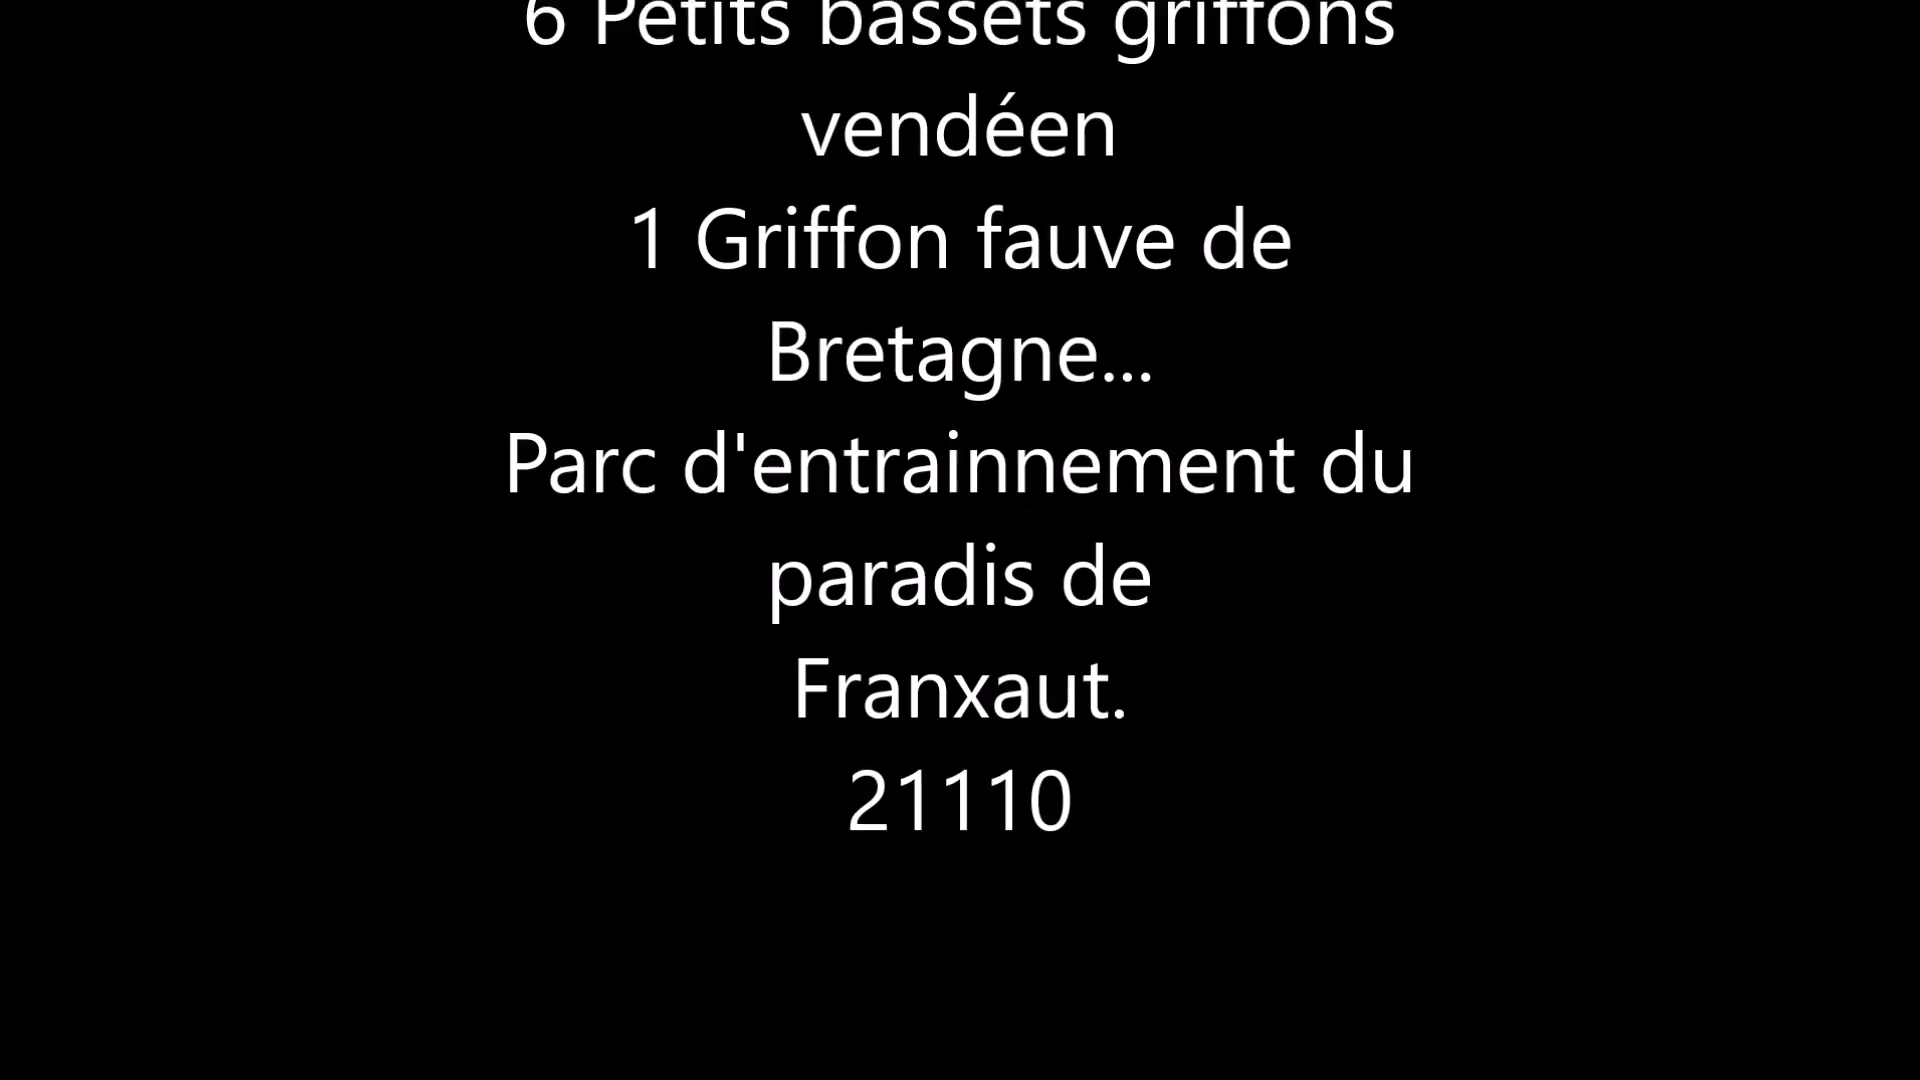 6 Petits bassets griffons
vendéen
1 Griffon fauve de
Bretagne...
Parc d'entrainnement du
paradis de
Franxaut.
21110